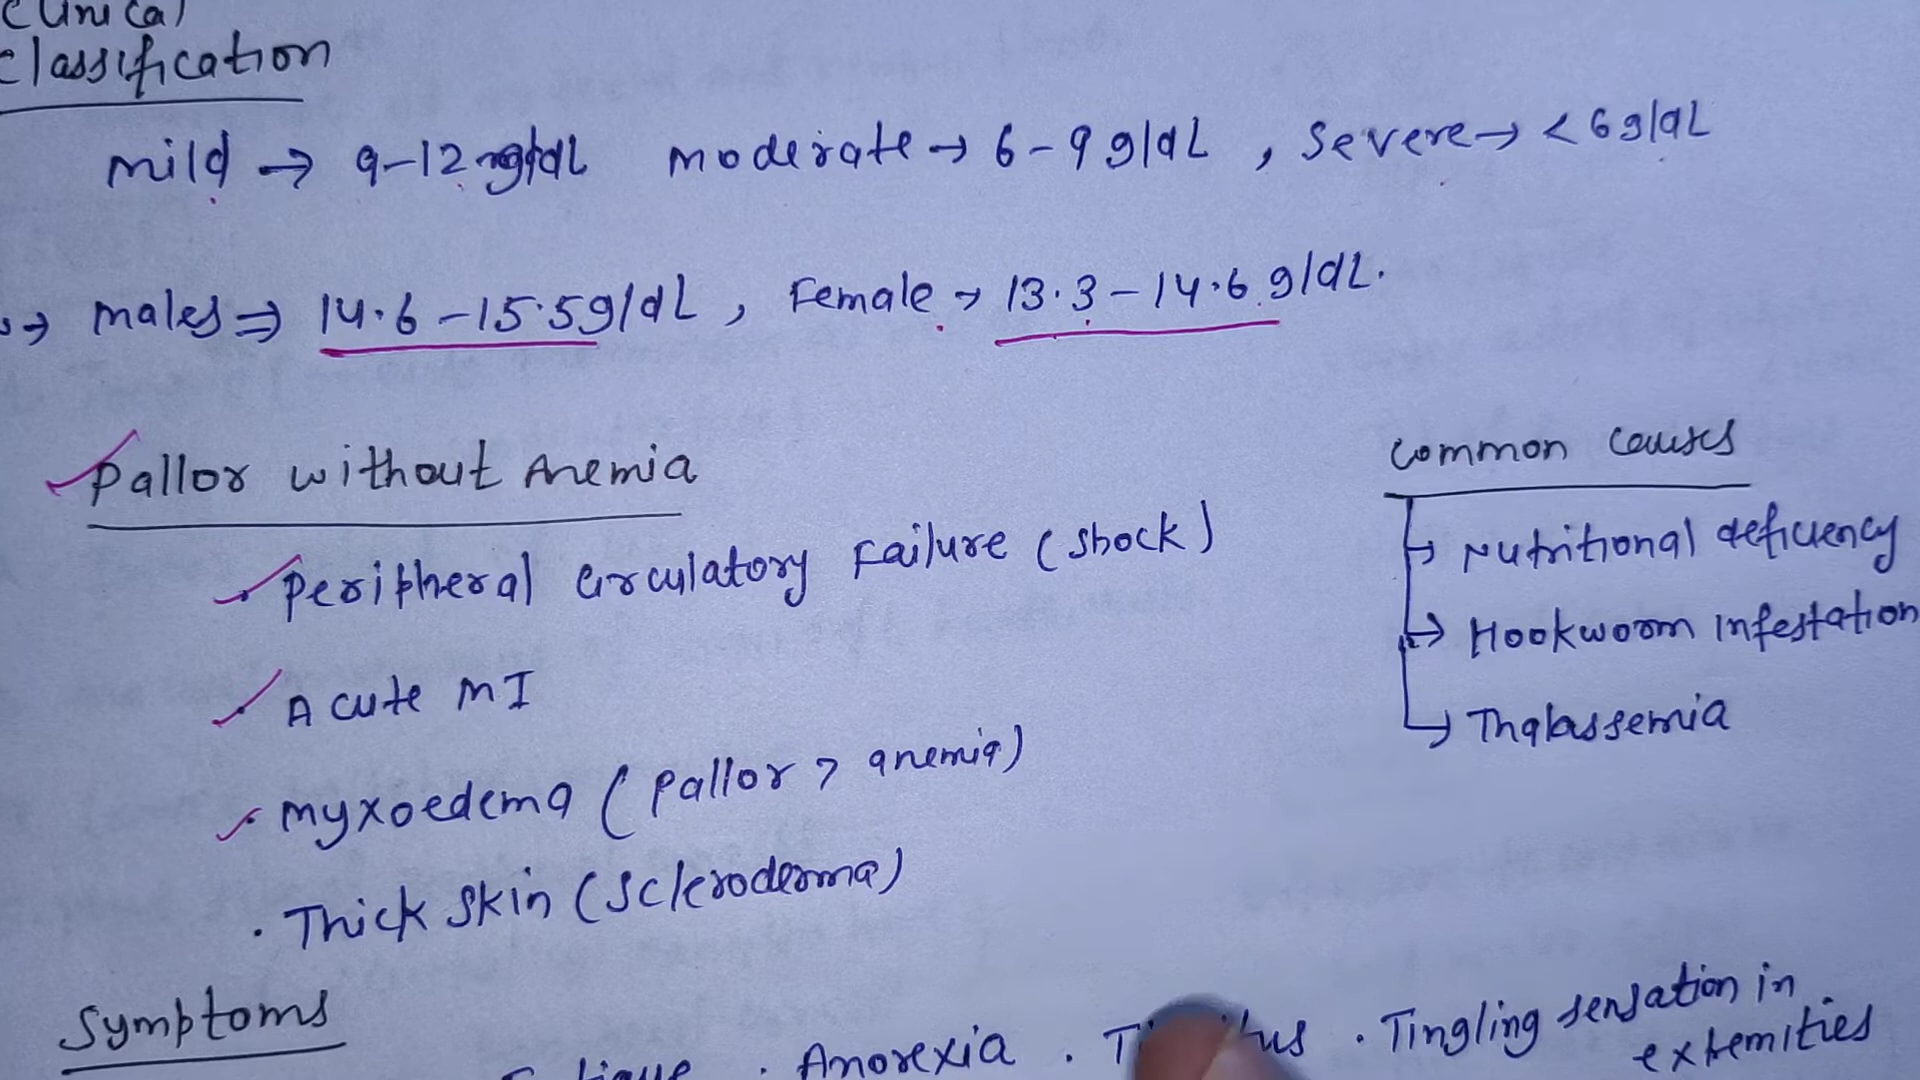 Clinical
Classification
mild → 9-12 g/dL moderate → 6-9 g/dL , Severe → < 6 g/dL
→ males ⇒ 14.6 - 15.5 g/dL , Female → 13.3 - 14.6 g/dL.
Pallor without Anemia
• Peripheral circulatory Failure (shock)
• Acute MI
• myxoedema (pallor > anemia)
• Thick skin (Scleroderma)
Common causes
→ Nutritional deficiency
→ Hookworm infestation
→ Thalassemia
Symptoms
. Anorexia . . Tingling sensation in
extremities